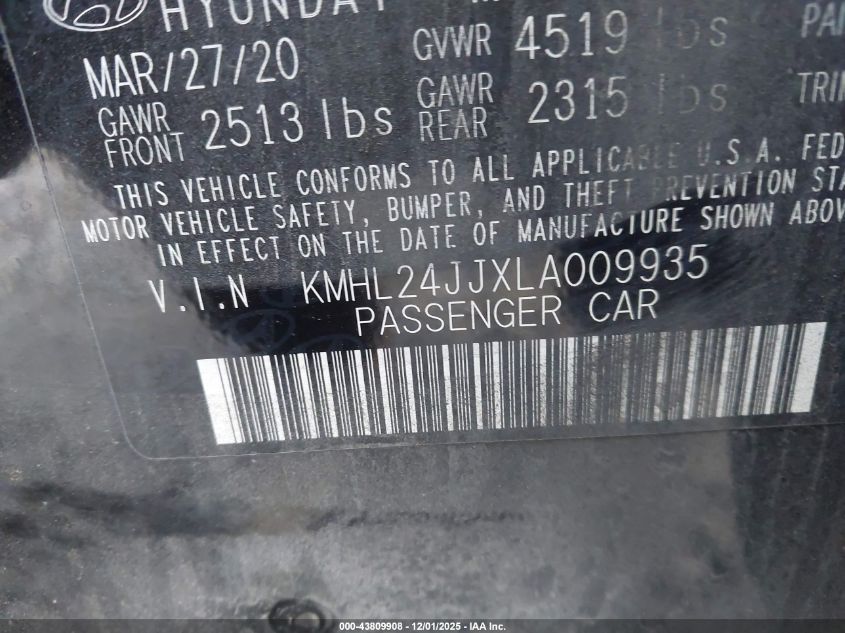 HYUNDAI
MAR/27/20 GVWR 4519 lbs
GAWR FRONT 2513 lbs GAWR REAR 2315 lbs
THIS VEHICLE CONFORMS TO ALL APPLICABLE U.S.A. FED
MOTOR VEHICLE SAFETY, BUMPER, AND THEFT PREVENTION STA
IN EFFECT ON THE DATE OF MANUFACTURE SHOWN ABOV
V.I.N KMHL24JJXLA009935
PASSENGER CAR
000-43809908 - 12/01/2025 - IAA Inc.